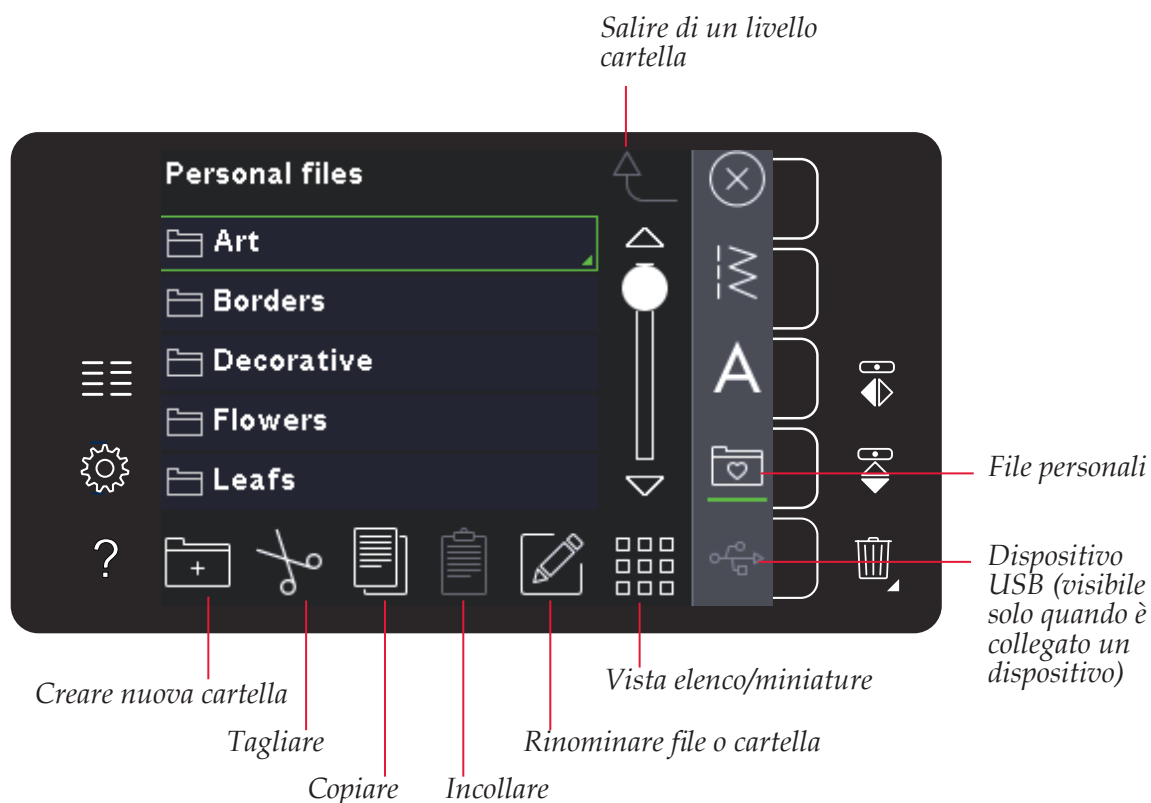 Salire di un livello
cartella
Personal files
Art
Borders
Decorative
A
Flowers
Leafs
File personali
?
Dispositivo
USB (visibile
solo quando è
collegato un
dispositivo)
Creare nuova cartella
Vista elenco/miniature
Tagliare
Rinominare file o cartella
Copiare
Incollare